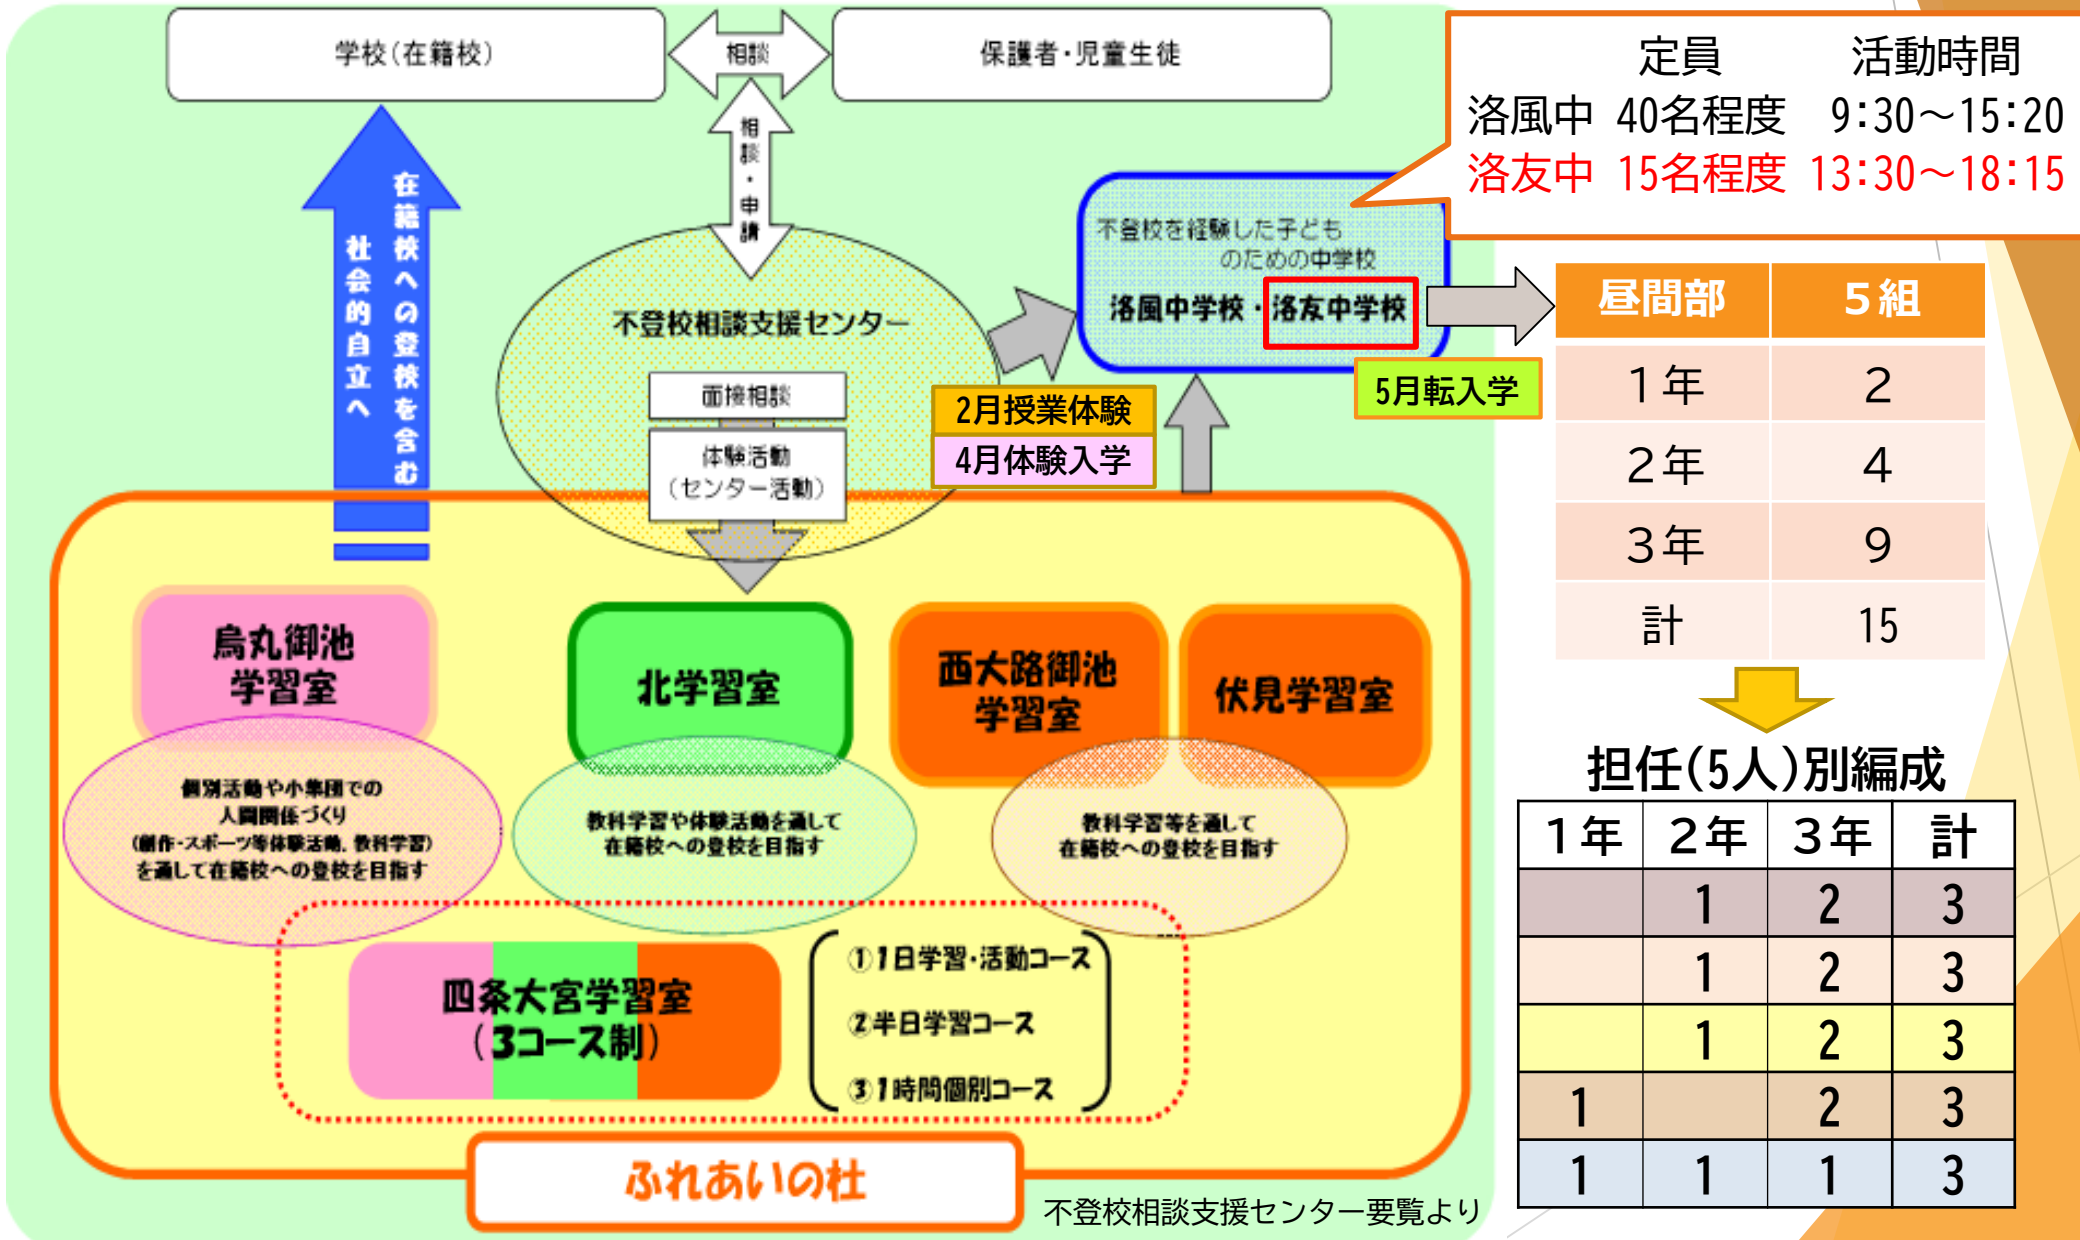 学校(在籍校)
相談
保護者・児童生徒
定員 活動時間
洛風中 40名程度 9:30～15:20
洛友中 15名程度 13:30～18:15
相談・申請
在籍校への登校を含む
社会的自立へ
不登校を経験した子ども
のための中学校
洛風中学校・洛友中学校
不登校相談支援センター
面接相談
体験活動
(センター活動)
2月授業体験
4月体験入学
5月転入学
昼間部 5組
1年 2
2年 4
3年 9
計 15
担任(5人)別編成
1年 2年 3年 計
1 2 3
1 2 3
1 2 3
1 2 3
1 1 1 3
烏丸御池
学習室
北学習室
西大路御池
学習室
伏見学習室
個別活動や小集団での
人間関係づくり
(創作・スポーツ等体験活動、教科学習)
を通して在籍校への登校を目指す
教科学習や体験活動を通して
在籍校への登校を目指す
教科学習等を通して
在籍校への登校を目指す
四条大宮学習室
(3コース制)
①1日学習・活動コース
②半日学習コース
③1時間個別コース
ふれあいの杜
不登校相談支援センター要覧より